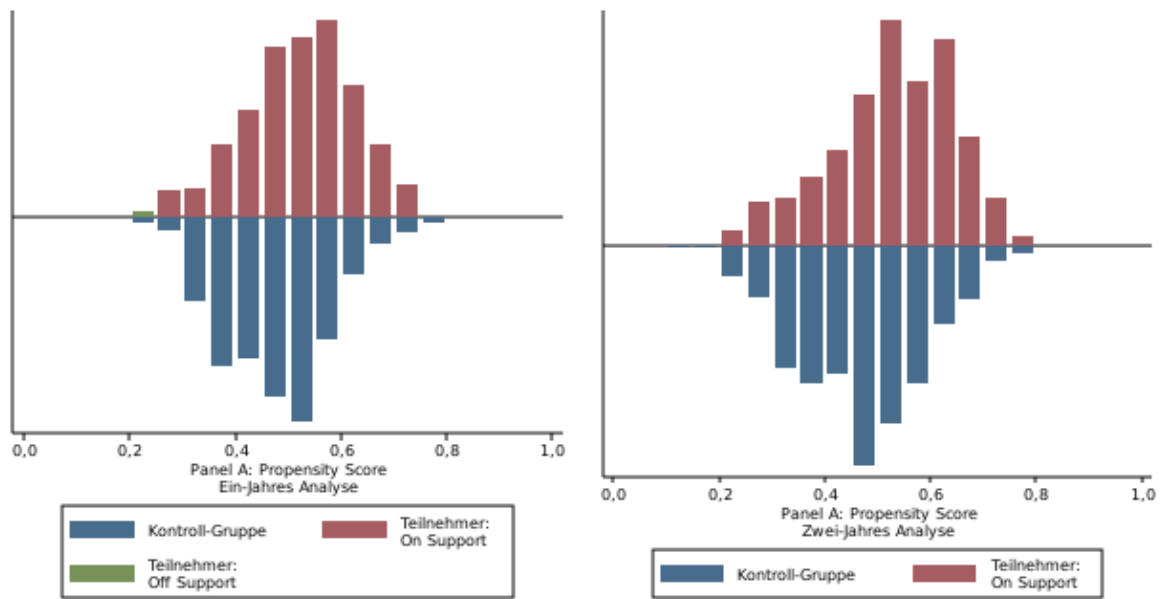 0,0 0,2 0,4 0,6 0,8 1,0
Panel A: Propensity Score
Ein-Jahres Analyse
Kontroll-Gruppe
Teilnehmer:
On Support
Teilnehmer:
Off Support
0,0 0,2 0,4 0,6 0,8 1,0
Panel A: Propensity Score
Zwei-Jahres Analyse
Kontroll-Gruppe
Teilnehmer:
On Support